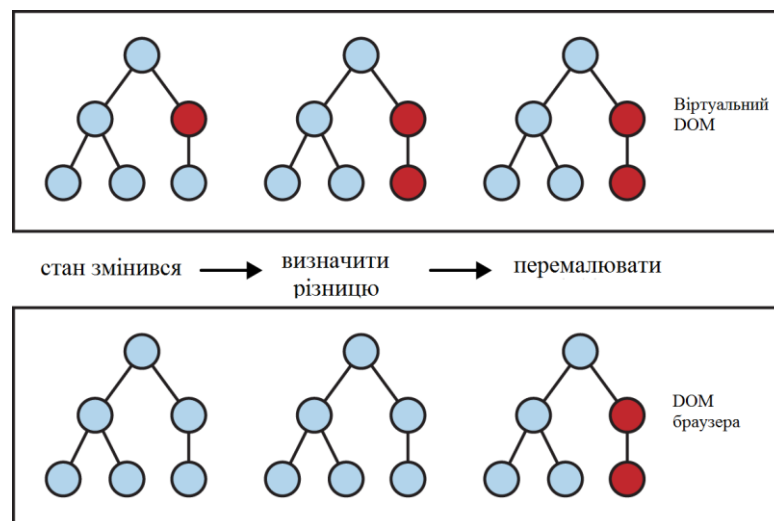 Віртуальний
DOM
стан змінився
визначити
різницю
перемалювати
DOM
браузера